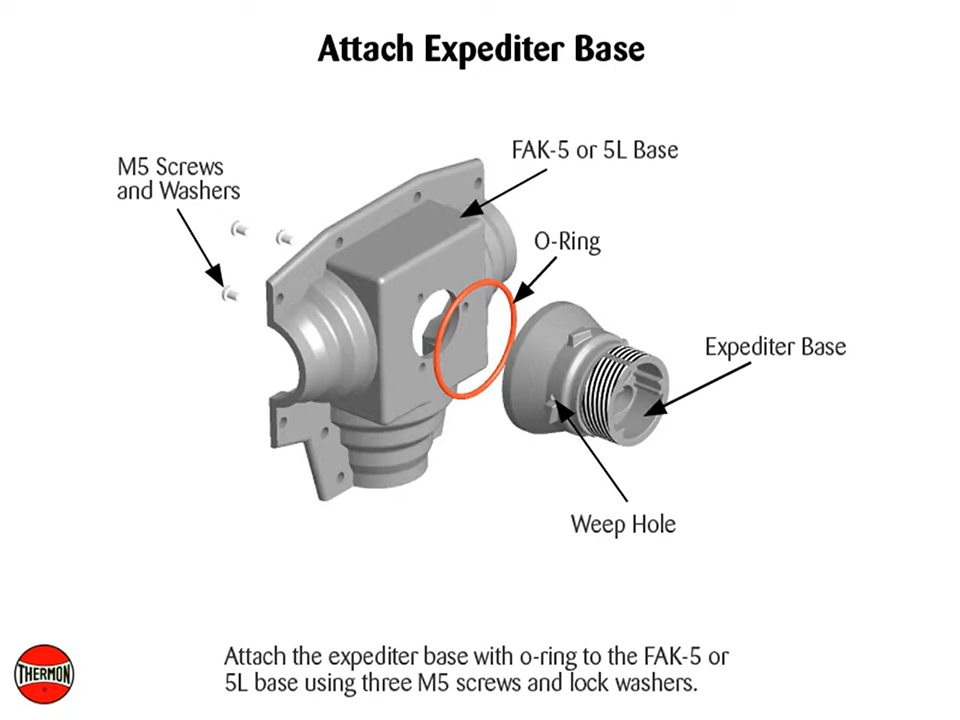 Attach Expediter Base
FAK-5 or 5L Base
M5 Screws
and Washers
O-Ring
Expediter Base
Weep Hole
Attach the expediter base with o-ring to the FAK-5 or
5L base using three M5 screws and lock washers.
THERMON